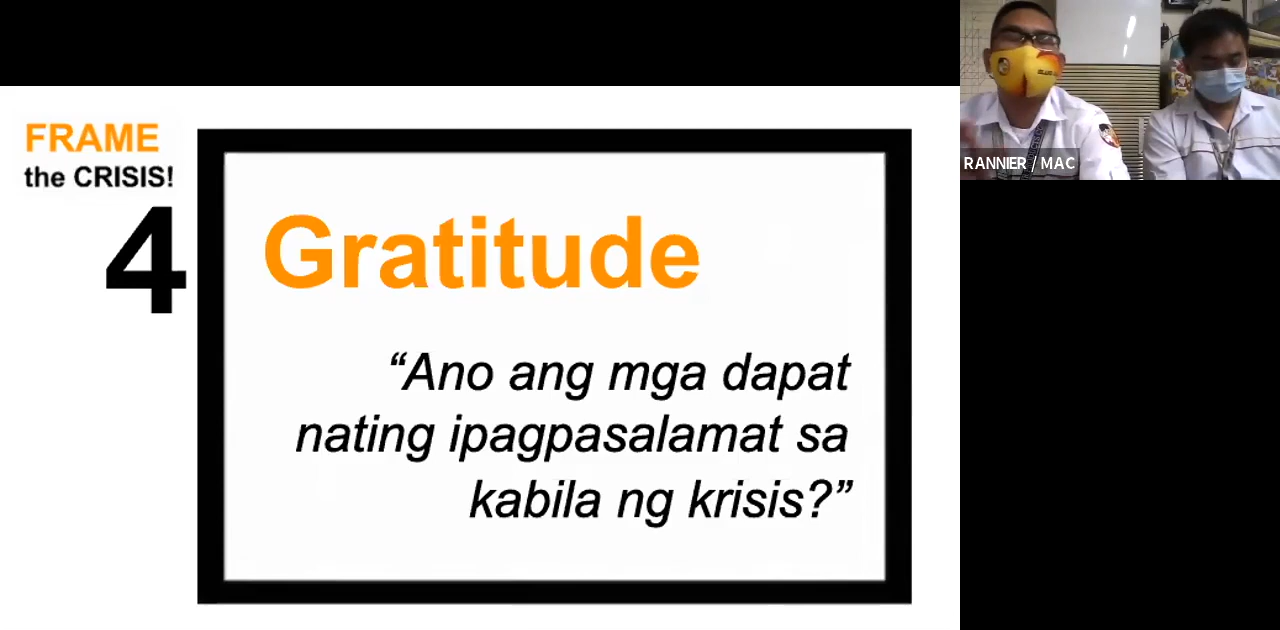 FRAME
the CRISIS!
4
Gratitude
“Ano ang mga dapat
nating ipagpasalamat sa
kabila ng krisis?”
RANNIER / MAC